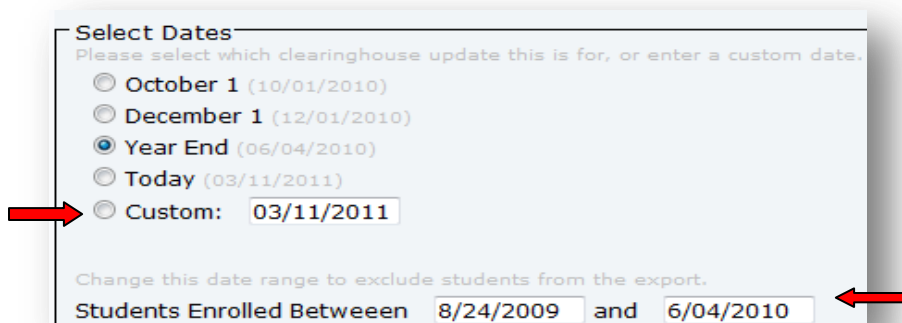 Select Dates
Please select which clearinghouse update this is for, or enter a custom date.
October 1 (10/01/2010)
December 1 (12/01/2010)
Year End (06/04/2010)
Today (03/11/2011)
Custom: 03/11/2011
Change this date range to exclude students from the export.
Students Enrolled Betweeen 8/24/2009 and 6/04/2010